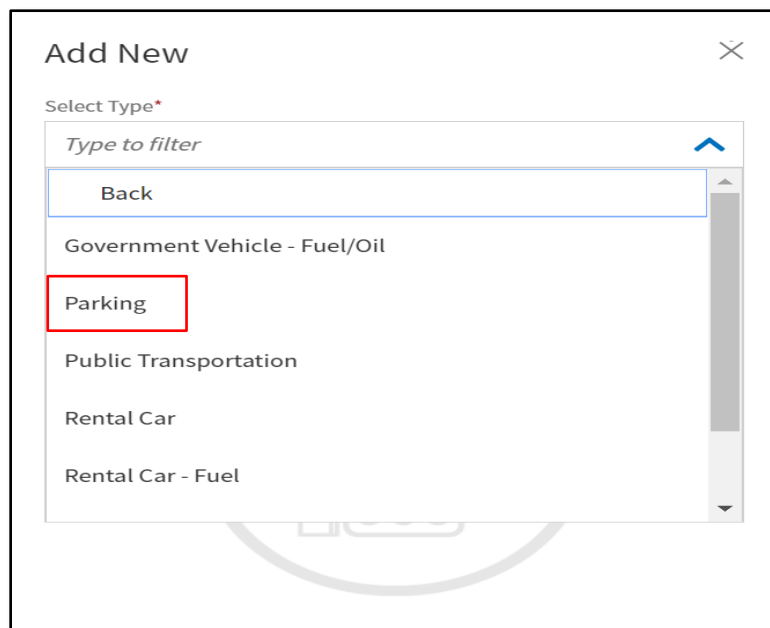 Add New
Select Type*
Type to filter
Back
Government Vehicle - Fuel/Oil
Parking
Public Transportation
Rental Car
Rental Car - Fuel